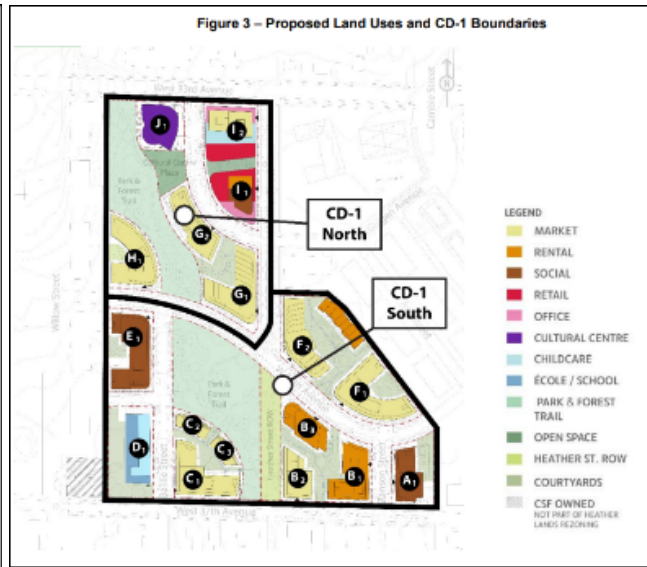 Figure 3 – Proposed Land Uses and CD-1 Boundaries
West 33rd Avenue
Cambie Street
N
J1
I2
Cultural Centre
Plaza
Park &
Forest
Trail
I1
CD-1
North
G2
H1
G1
Willow Street
CD-1
South
E1
F2
Park &
Forest
Trail
F1
Heather Street ROW
C2
B3
C3
D1
C1
B2
B1
A1
West 37th Avenue
LEGEND
MARKET
RENTAL
SOCIAL
RETAIL
OFFICE
CULTURAL CENTRE
CHILDCARE
ÉCOLE / SCHOOL
PARK & FOREST
TRAIL
OPEN SPACE
HEATHER ST. ROW
COURTYARDS
CSF OWNED
NOT PART OF HEATHER
LANDS REZONING